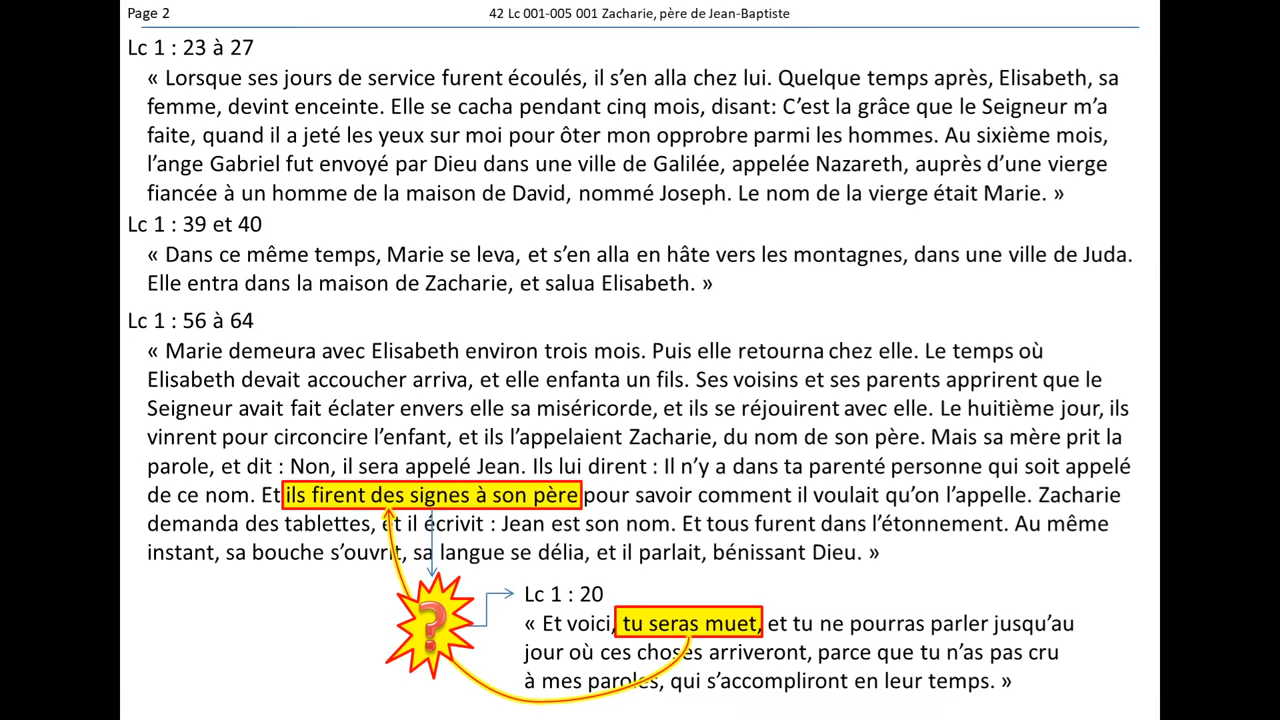 Page 2
42 Lc 001-005 001 Zacharie, père de Jean-Baptiste
Lc 1 : 23 à 27
« Lorsque ses jours de service furent écoulés, il s’en alla chez lui. Quelque temps après, Elisabeth, sa
femme, devint enceinte. Elle se cacha pendant cinq mois, disant: C’est la grâce que le Seigneur m’a
faite, quand il a jeté les yeux sur moi pour ôter mon opprobre parmi les hommes. Au sixième mois,
l’ange Gabriel fut envoyé par Dieu dans une ville de Galilée, appelée Nazareth, auprès d’une vierge
fiancée à un homme de la maison de David, nommé Joseph. Le nom de la vierge était Marie. »
Lc 1 : 39 et 40
« Dans ce même temps, Marie se leva, et s’en alla en hâte vers les montagnes, dans une ville de Juda.
Elle entra dans la maison de Zacharie, et salua Elisabeth. »
Lc 1 : 56 à 64
« Marie demeura avec Elisabeth environ trois mois. Puis elle retourna chez elle. Le temps où
Elisabeth devait accoucher arriva, et elle enfanta un fils. Ses voisins et ses parents apprirent que le
Seigneur avait fait éclater envers elle sa miséricorde, et ils se réjouirent avec elle. Le huitième jour, ils
vinrent pour circoncire l’enfant, et ils l’appelaient Zacharie, du nom de son père. Mais sa mère prit la
parole, et dit : Non, il sera appelé Jean. Ils lui dirent : Il n’y a dans ta parenté personne qui soit appelé
de ce nom. Et ils firent des signes à son père pour savoir comment il voulait qu’on l’appelle. Zacharie
demanda des tablettes, et il écrivit : Jean est son nom. Et tous furent dans l’étonnement. Au même
instant, sa bouche s’ouvrit, sa langue se délia, et il parlait, bénissant Dieu. »
?
Lc 1 : 20
« Et voici, tu seras muet, et tu ne pourras parler jusqu’au
jour où ces choses arriveront, parce que tu n’as pas cru
à mes paroles, qui s’accompliront en leur temps. »